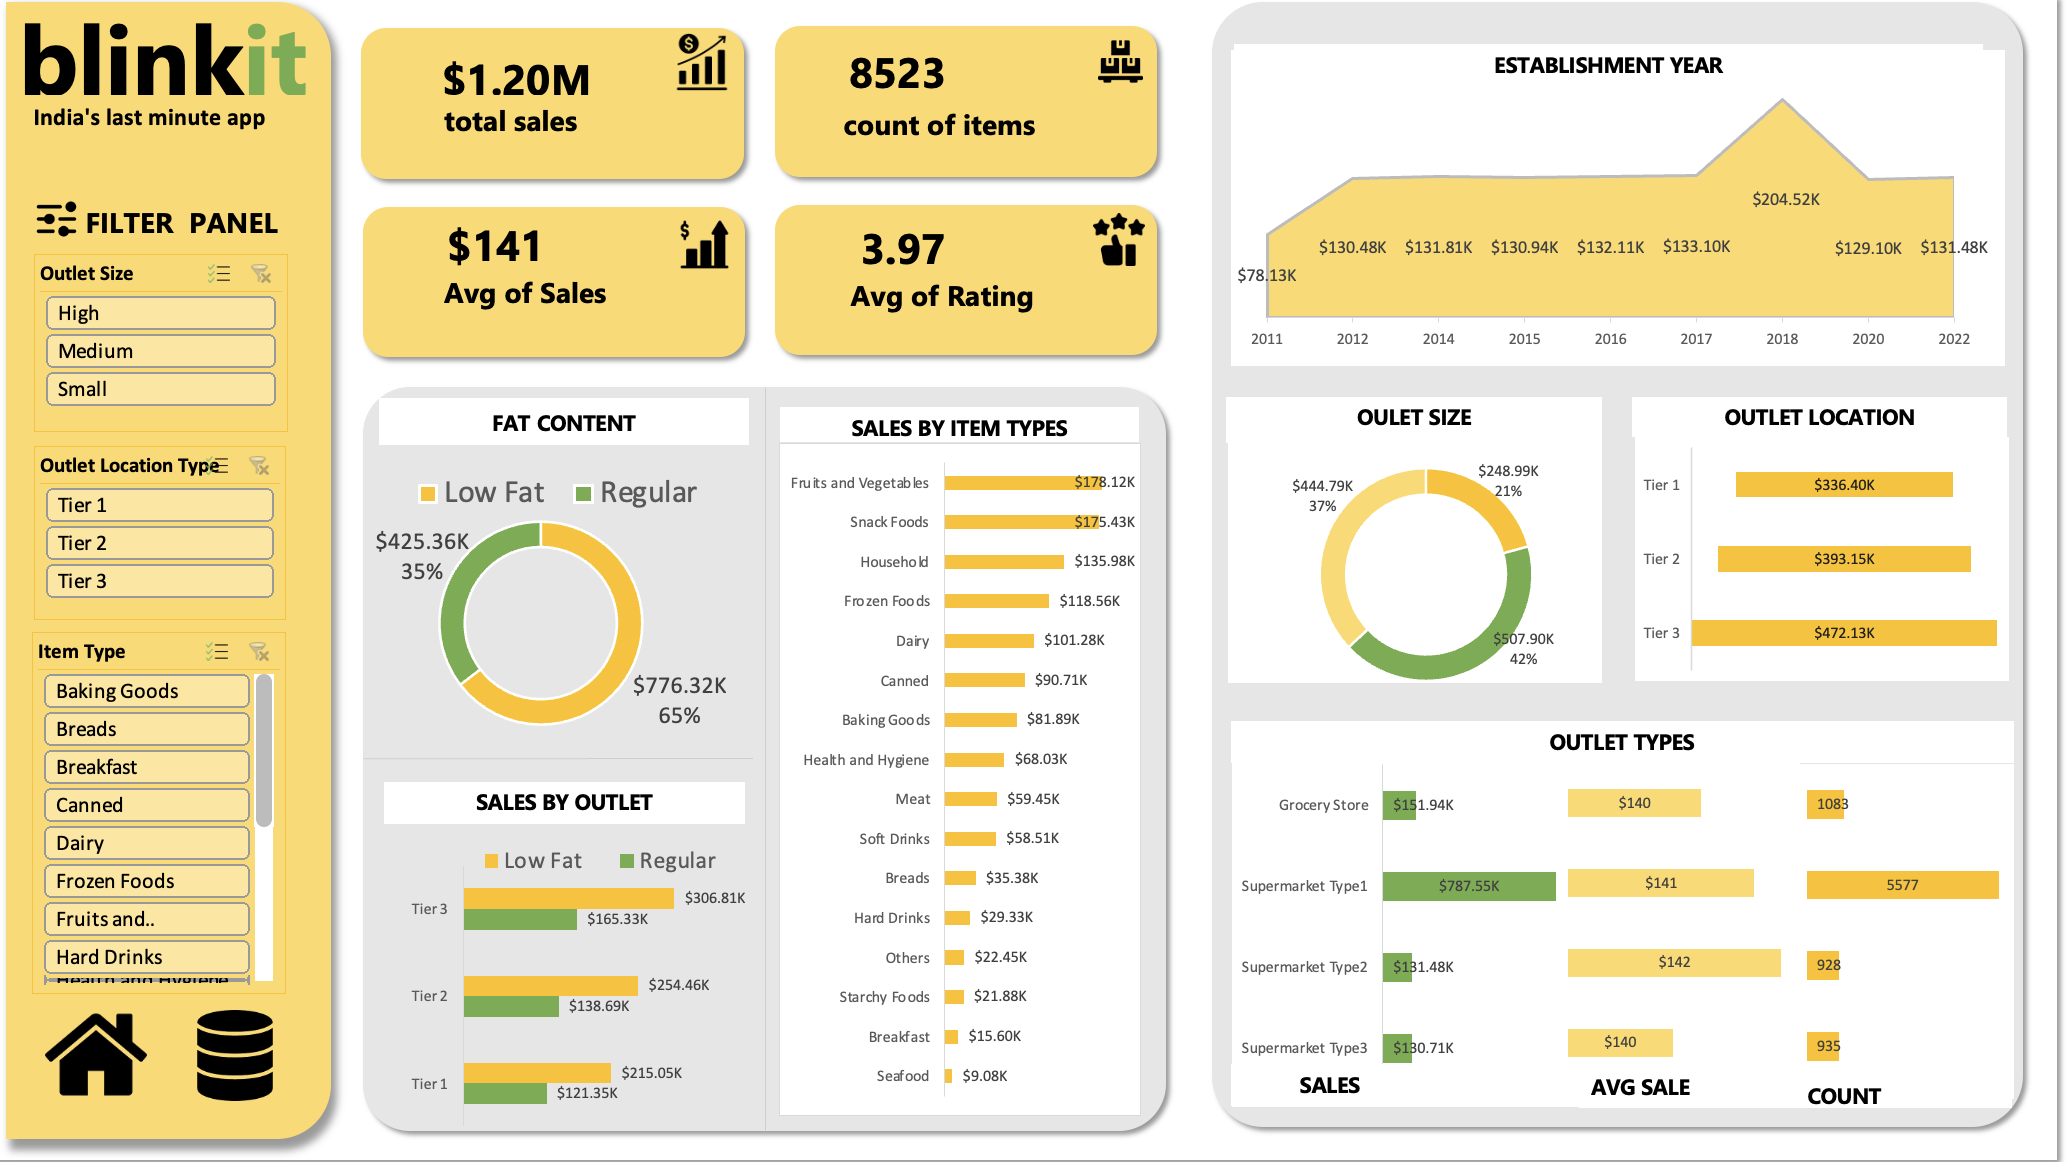 blinkit
India's last minute app
FILTER PANEL
Outlet Size
High
Medium
Small
Outlet Location Type
Tier 1
Tier 2
Tier 3
Item Type
Baking Goods
Breads
Breakfast
Canned
Dairy
Frozen Foods
Fruits and..
Hard Drinks
Health and Hygiene
$1.20M
total sales
8523
count of items
$141
Avg of Sales
3.97
Avg of Rating
FAT CONTENT
Low Fat Regular
$425.36K
35%
$776.32K
65%
SALES BY OUTLET
Low Fat Regular
Tier 3 $306.81K
$165.33K
Tier 2 $254.46K
$138.69K
Tier 1 $215.05K
$121.35K
SALES BY ITEM TYPES
Fruits and Vegetables $178.12K
Snack Foods $175.43K
Household $135.98K
Frozen Foods $118.56K
Dairy $101.28K
Canned $90.71K
Baking Goods $81.89K
Health and Hygiene $68.03K
Meat $59.45K
Soft Drinks $58.51K
Breads $35.38K
Hard Drinks $29.33K
Others $22.45K
Starchy Foods $21.88K
Breakfast $15.60K
Seafood $9.08K
ESTABLISHMENT YEAR
$78.13K $130.48K $131.81K $130.94K $132.11K $133.10K $204.52K $129.10K $131.48K
2011 2012 2014 2015 2016 2017 2018 2020 2022
OULET SIZE
$444.79K
37%
$248.99K
21%
$507.90K
42%
OUTLET LOCATION
Tier 1 $336.40K
Tier 2 $393.15K
Tier 3 $472.13K
OUTLET TYPES
Grocery Store $151.94K $140 1083
Supermarket Type1 $787.55K $141 5577
Supermarket Type2 $131.48K $142 928
Supermarket Type3 $130.71K $140 935
SALES AVG SALE COUNT